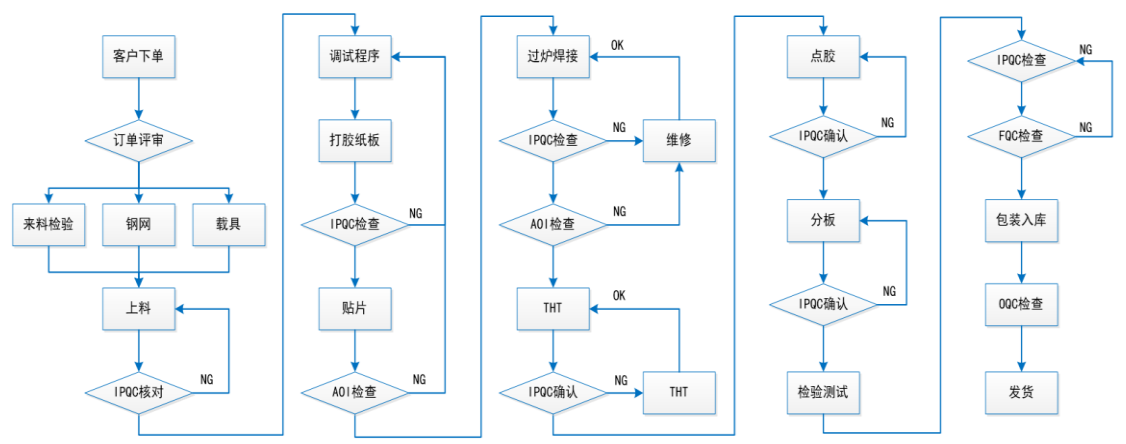 客户下单
订单评审
来料检验
钢网
载具
上料
IPQC核对
NG
调试程序
打胶纸板
IPQC检查
NG
贴片
AOI检查
NG
过炉焊接
OK
IPQC检查
NG
维修
AOI检查
NG
THT
OK
IPQC确认
NG
THT
点胶
IPQC确认
NG
分板
IPQC确认
NG
检验测试
IPQC检查
NG
FQC检查
NG
包装入库
OQC检查
发货